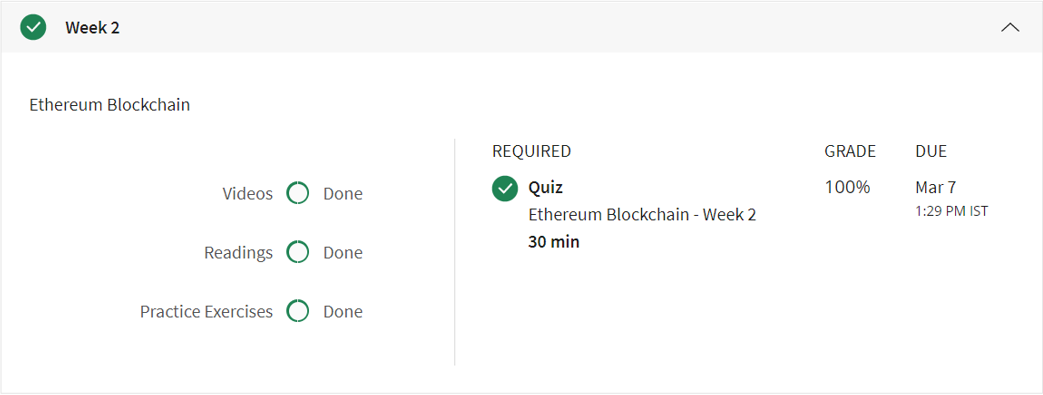 Week 2
Ethereum Blockchain
Videos Done
Readings Done
Practice Exercises Done
REQUIRED GRADE DUE
Quiz 100% Mar 7
Ethereum Blockchain - Week 2 1:29 PM IST
30 min